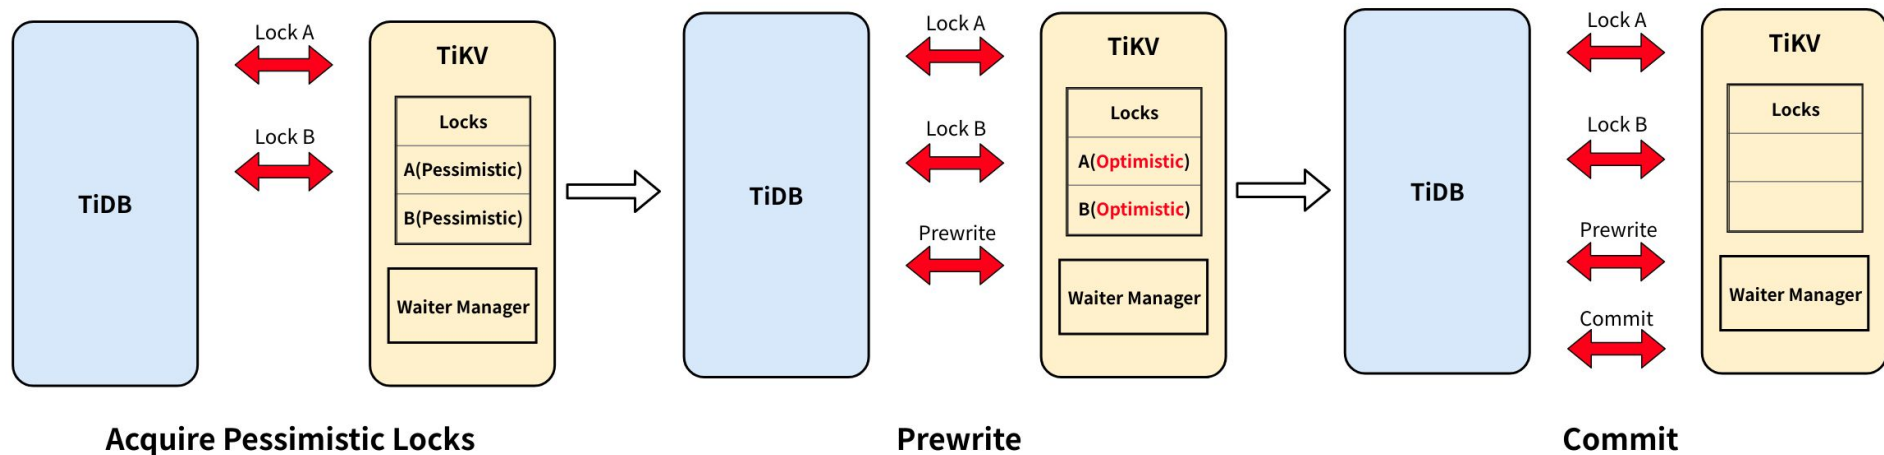 TiDB
Lock A
Lock B
TiKV
Locks
A(Pessimistic)
B(Pessimistic)
Waiter Manager
Acquire Pessimistic Locks
TiDB
Lock A
Lock B
Prewrite
TiKV
Locks
A(Optimistic)
B(Optimistic)
Waiter Manager
Prewrite
TiDB
Lock A
Lock B
Prewrite
Commit
TiKV
Locks
Waiter Manager
Commit